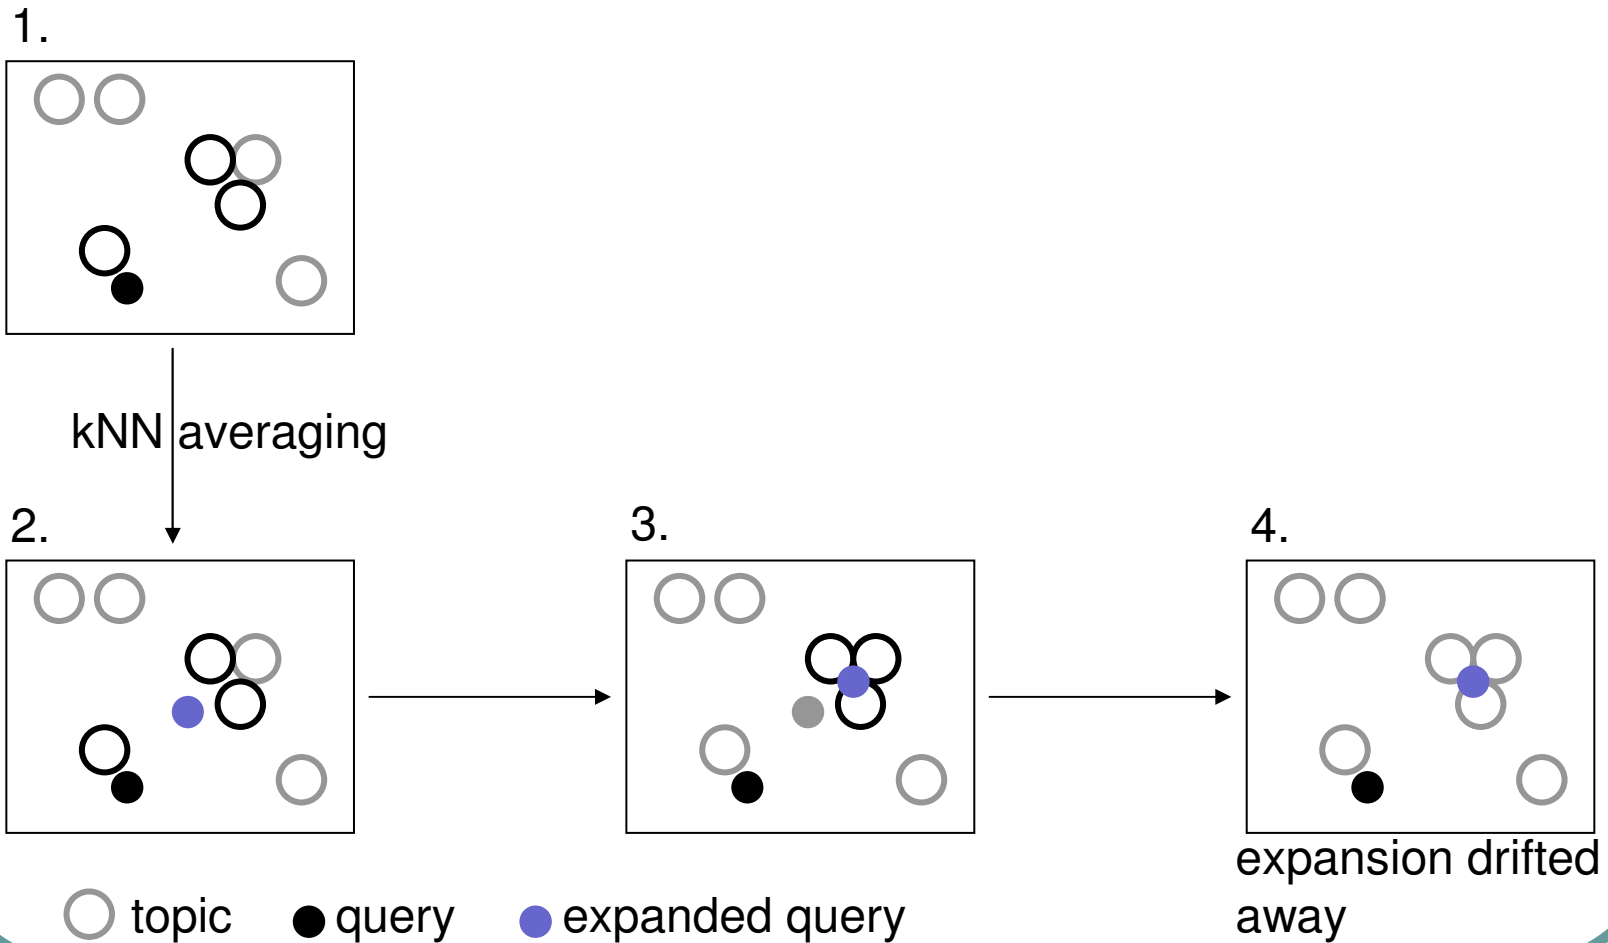 1.
kNN averaging
2.
3.
4.
expansion drifted
away
topic
query
expanded query